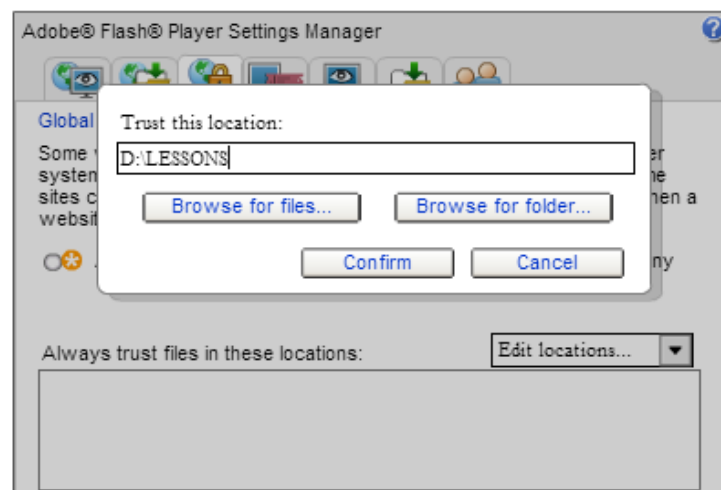 Adobe® Flash® Player Settings Manager
Global
Trust this location:
Some
er
D:\LESSONS
system
ne
sites c
hen a
Browse for files...
Browse for folder...
websit
Confirm
Cancel
ny
Always trust files in these locations:
Edit locations...